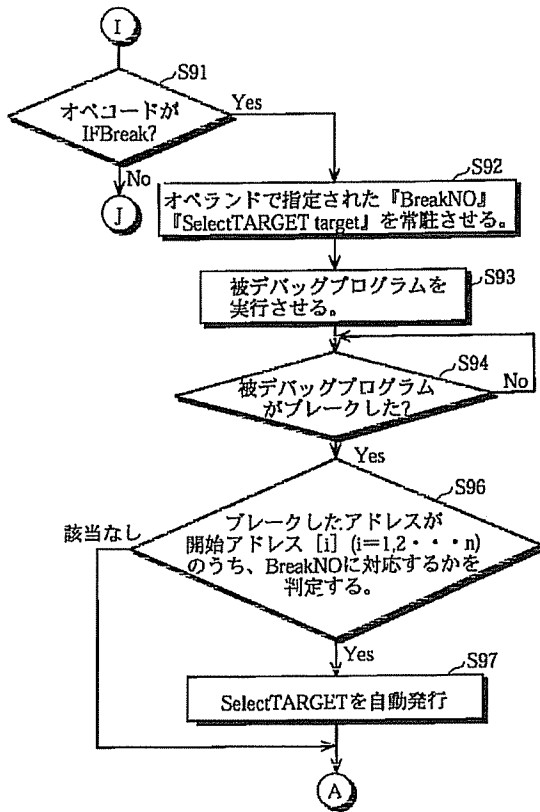 I
S91
オペコードが
IFBreak?
Yes
No
J
S92
オペランドで指定された『BreakNO』
『SelectTARGET target』を常駐させる。
S93
被デバッグプログラムを
実行させる。
S94
被デバッグプログラム
がブレークした?
No
Yes
S96
ブレークしたアドレスが
開始アドレス [i] (i=1,2・・・n)
のうち、BreakNOに対応するかを
判定する。
該当なし
Yes
S97
SelectTARGETを自動発行
A